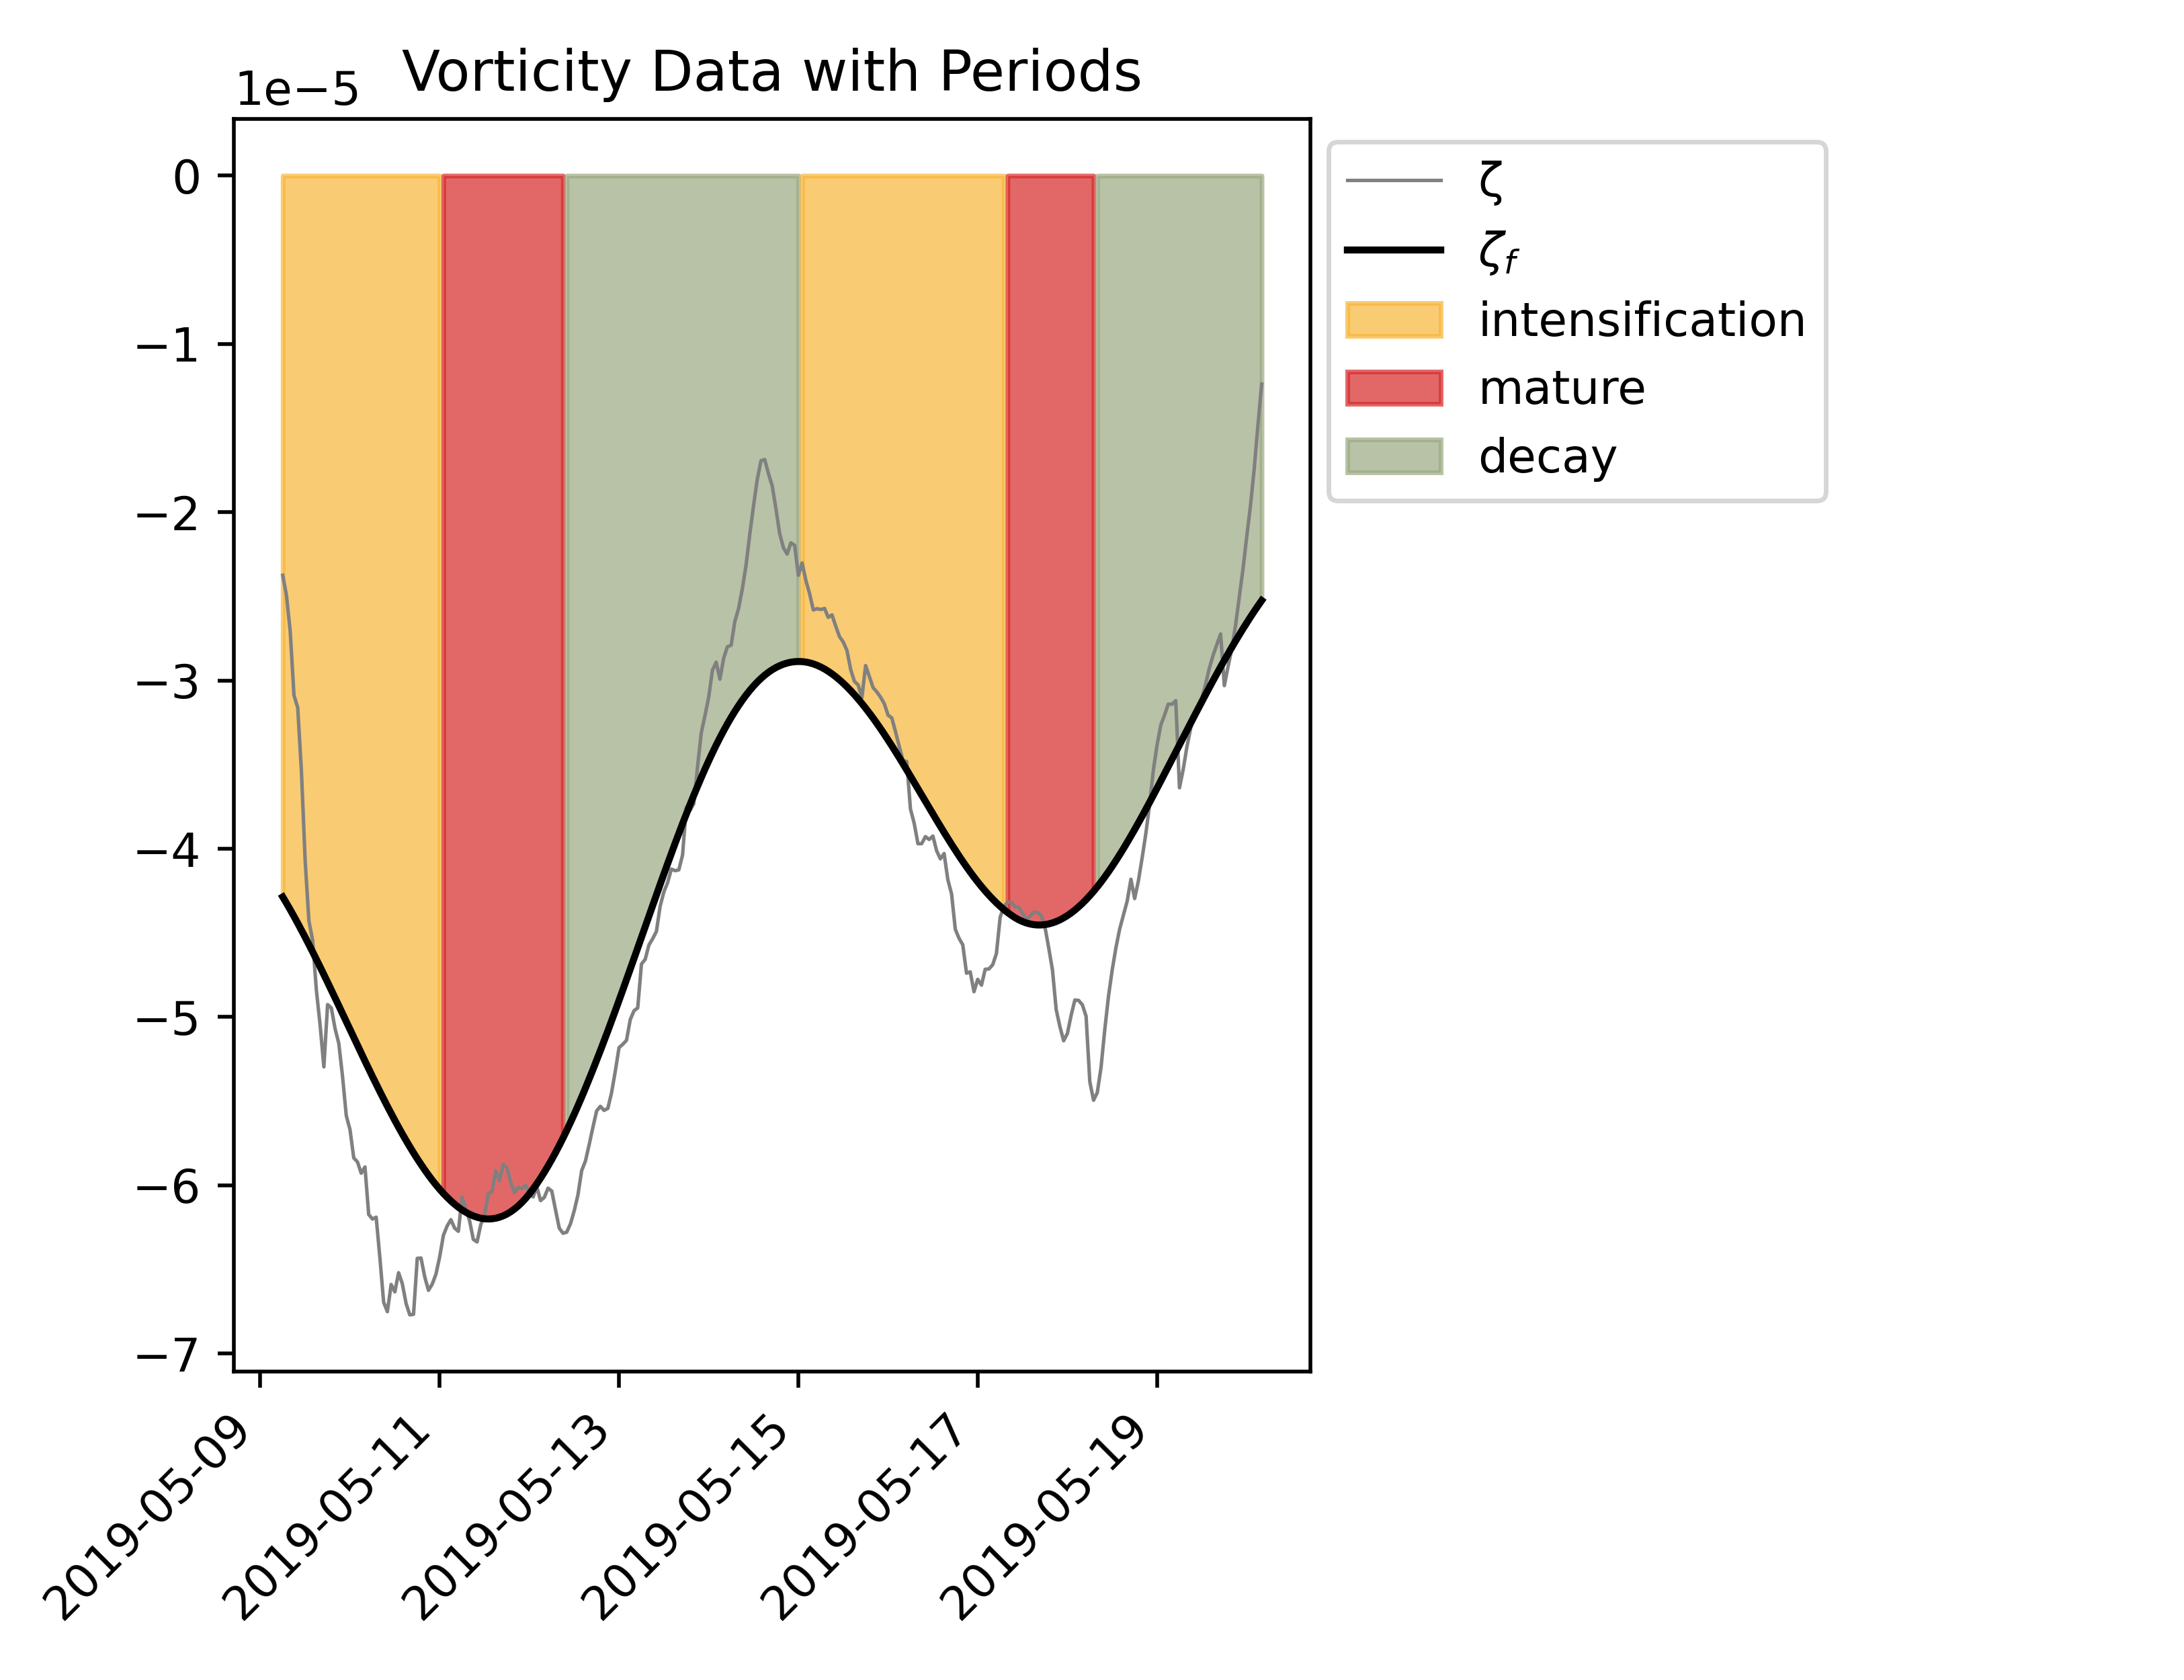 Vorticity Data with Periods
1e−5
0
−1
−2
−3
−4
−5
−6
−7
2019-05-09
2019-05-11
2019-05-13
2019-05-15
2019-05-17
2019-05-19
ζ
ζf
intensification
mature
decay